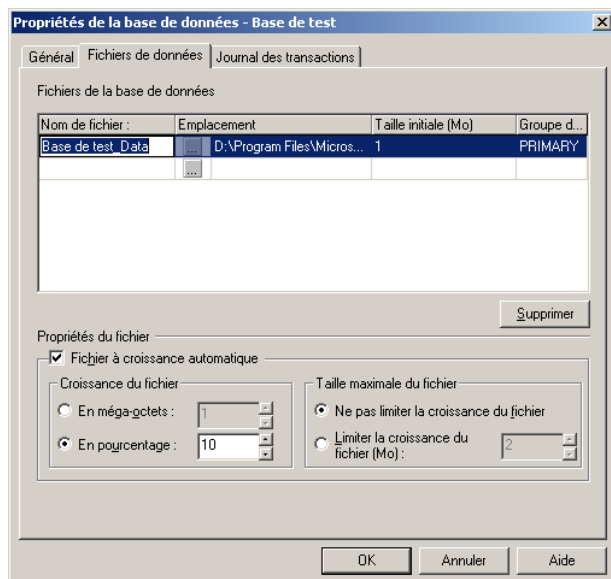 Propriétés de la base de données - Base de test
Général Fichiers de données Journal des transactions
Fichiers de la base de données
Nom de fichier : Emplacement Taille initiale (Mo) Groupe d...
Base de test_Data ... D:\Program Files\Micros... 1 PRIMARY
...
Supprimer
Propriétés du fichier
Fichier à croissance automatique
Croissance du fichier
En méga-octets : 1
En pourcentage : 10
Taille maximale du fichier
Ne pas limiter la croissance du fichier
Limiter la croissance du
fichier (Mo) : 2
OK Annuler Aide